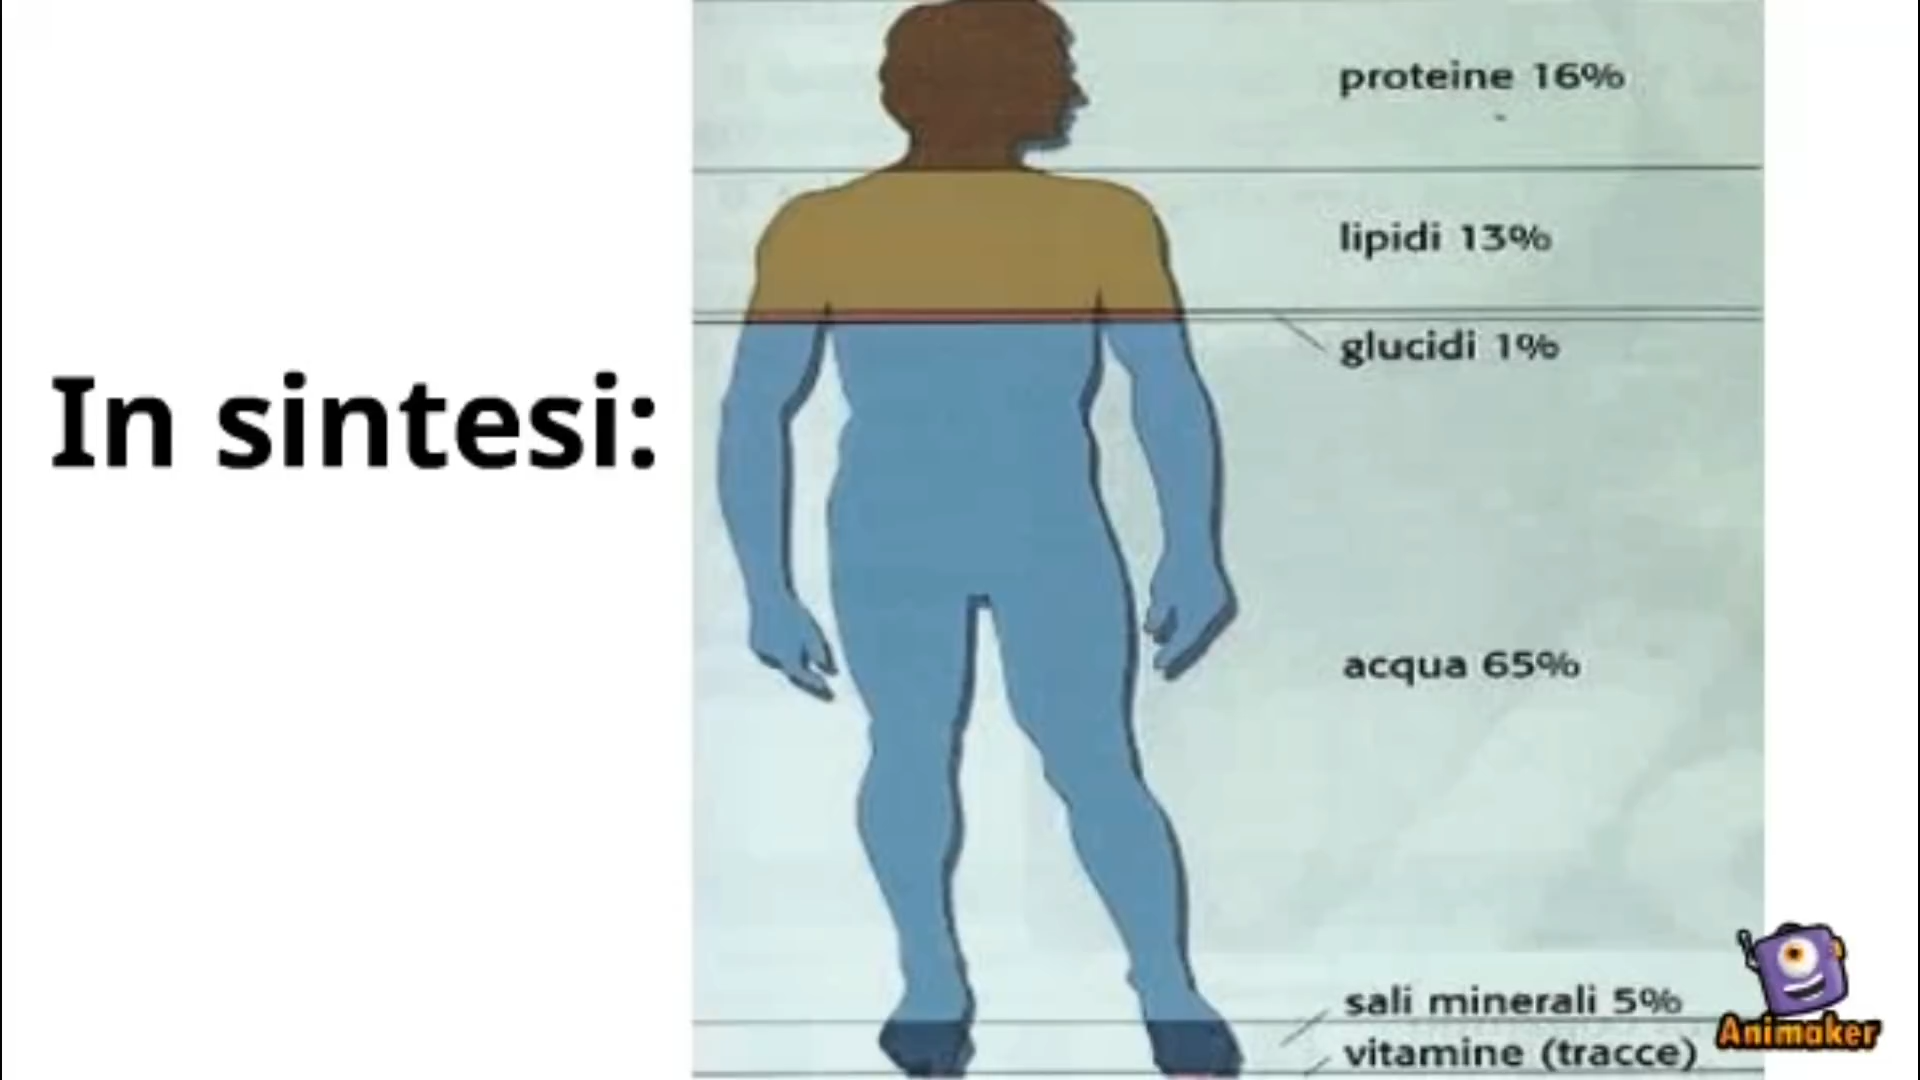 In sintesi:
proteine 16%
lipidi 13%
glucidi 1%
acqua 65%
sali minerali 5%
vitamine (tracce)
Animaker